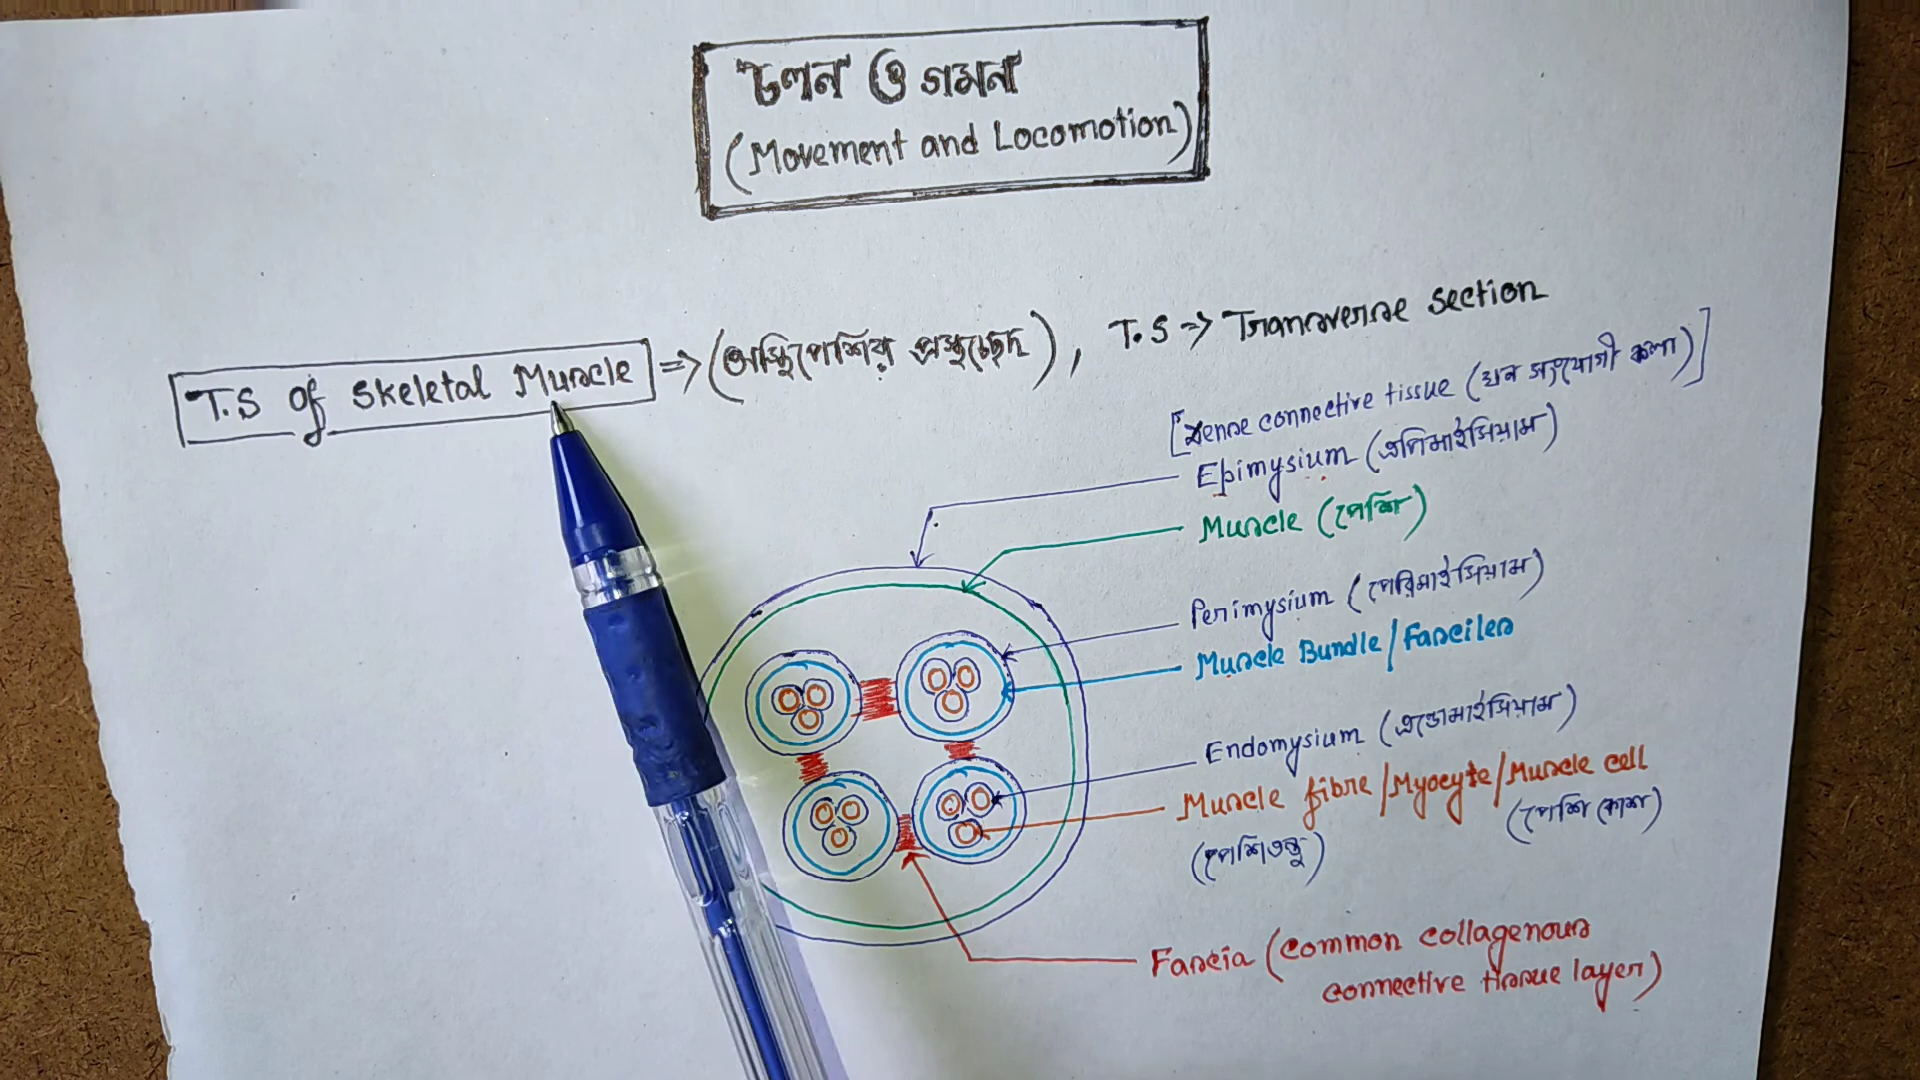 চলন ও গমন
(Movement and Locomotion)
T.S of Skeletal Muscle => (অস্থিপেশির প্রস্থচ্ছেদ), T.S => Transverse section
[Dense connective tissue (ঘন সংযোগী কলা)]
Epimysium (এপিমাইসিয়াম)
Muscle (পেশি)
Perimysium (পেরিমাইসিয়াম)
Muscle Bundle/Fasciles
Endomysium (এন্ডোমাইসিয়াম)
Muscle fibre/Myocyte/Muscle cell
(পেশিতন্তু) (পেশি কোশ)
Fascia (common collagenous
connective tissue layer)